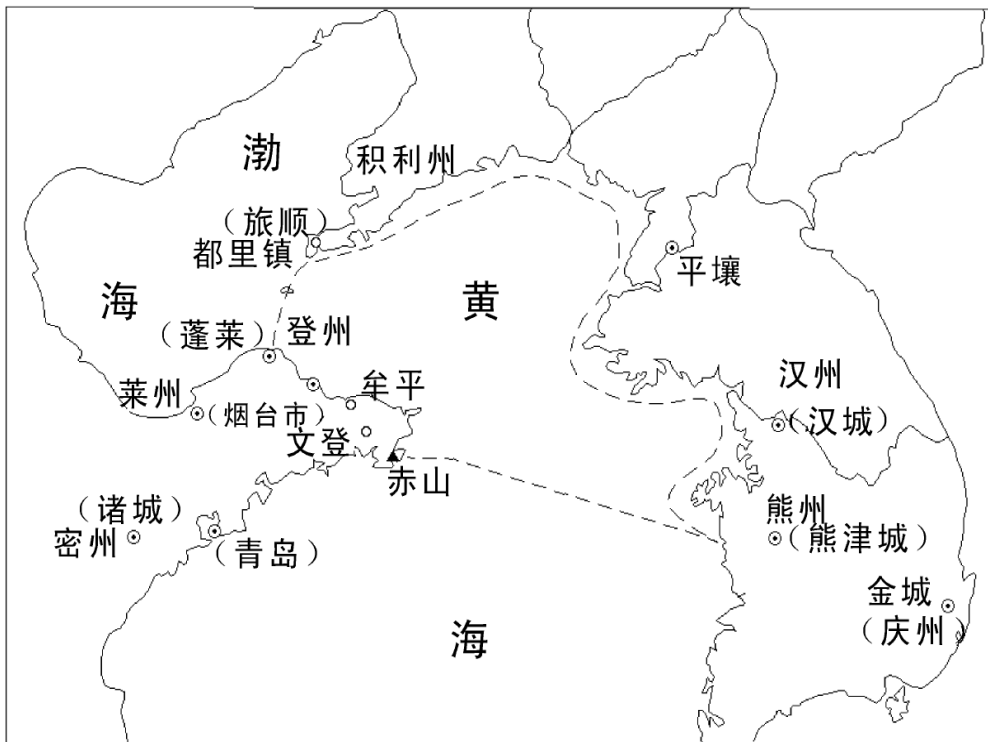 渤
积利州
（旅顺）
都里镇
平壤
海
黄
（蓬莱）
登州
莱州
（烟台市）
牟平
汉州
（汉城）
文登
赤山
（诸城）
密州
（青岛）
熊州
（熊津城）
金城
（庆州）
海